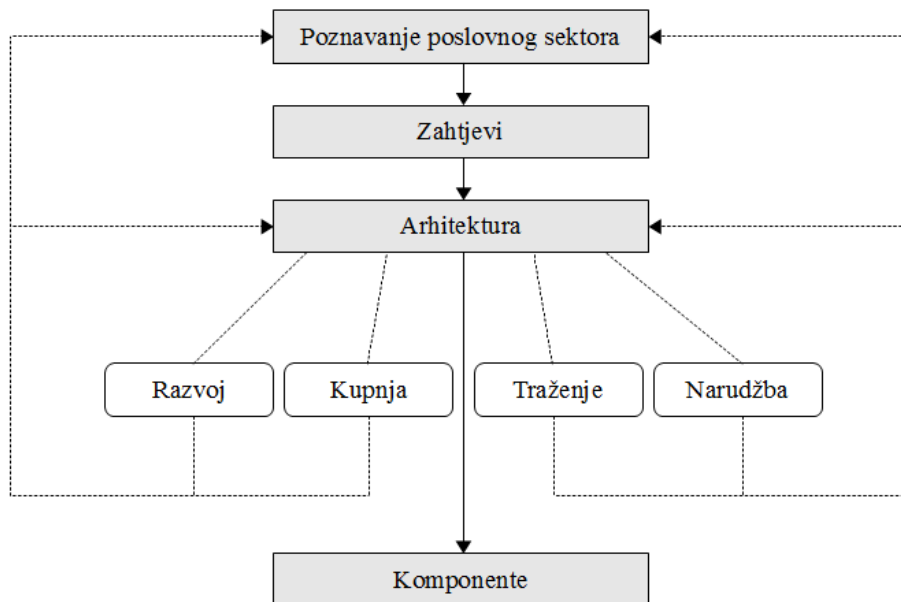 Poznavanje poslovnog sektora
Zahtjevi
Arhitektura
Razvoj
Kupnja
Traženje
Narudžba
Komponente